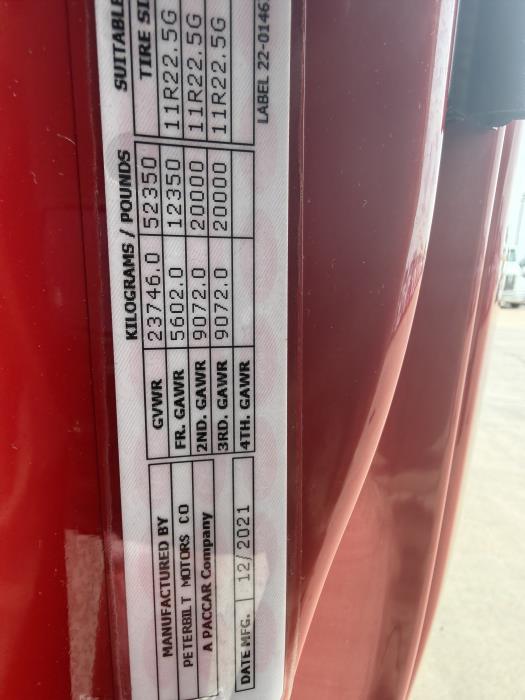 MANUFACTURED BY
PETERBILT MOTORS CO
A PACCAR Company
DATE MFG. 12/2021
KILOGRAMS / POUNDS SUITABLE
TIRE
GVWR 23746.0 52350
FR. GAWR 5602.0 12350 11R22.5G
2ND. GAWR 9072.0 20000 11R22.5G
3RD. GAWR 9072.0 20000 11R22.5G
4TH. GAWR
LABEL 22-0146